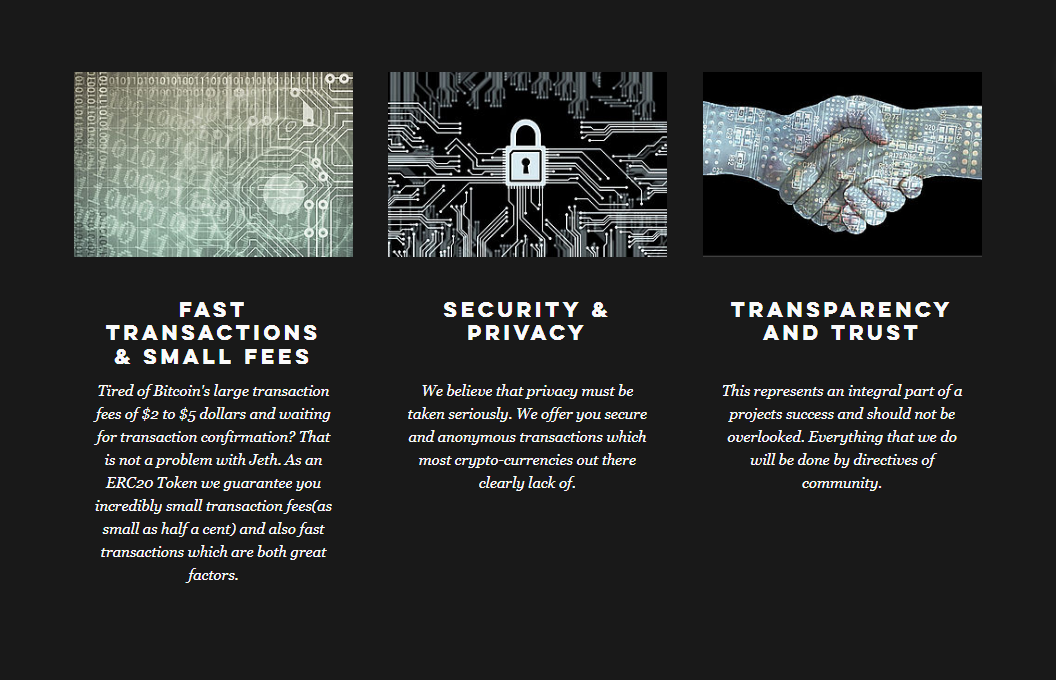 FAST
TRANSACTIONS
& SMALL FEES
Tired of Bitcoin's large transaction
fees of $2 to $5 dollars and waiting
for transaction confirmation? That
is not a problem with Jeth. As an
ERC20 Token we guarantee you
incredibly small transaction fees(as
small as half a cent) and also fast
transactions which are both great
factors.
SECURITY &
PRIVACY
We believe that privacy must be
taken seriously. We offer you secure
and anonymous transactions which
most crypto-currencies out there
clearly lack of.
TRANSPARENCY
AND TRUST
This represents an integral part of a
projects success and should not be
overlooked. Everything that we do
will be done by directives of
community.